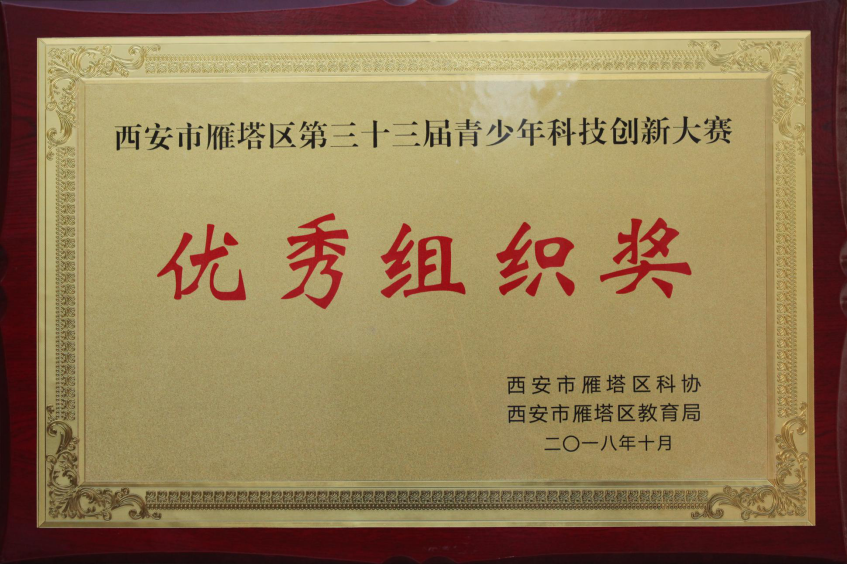 西安市雁塔区第三十三届青少年科技创新大赛
优秀组织奖
西安市雁塔区科协
西安市雁塔区教育局
二〇一八年十月